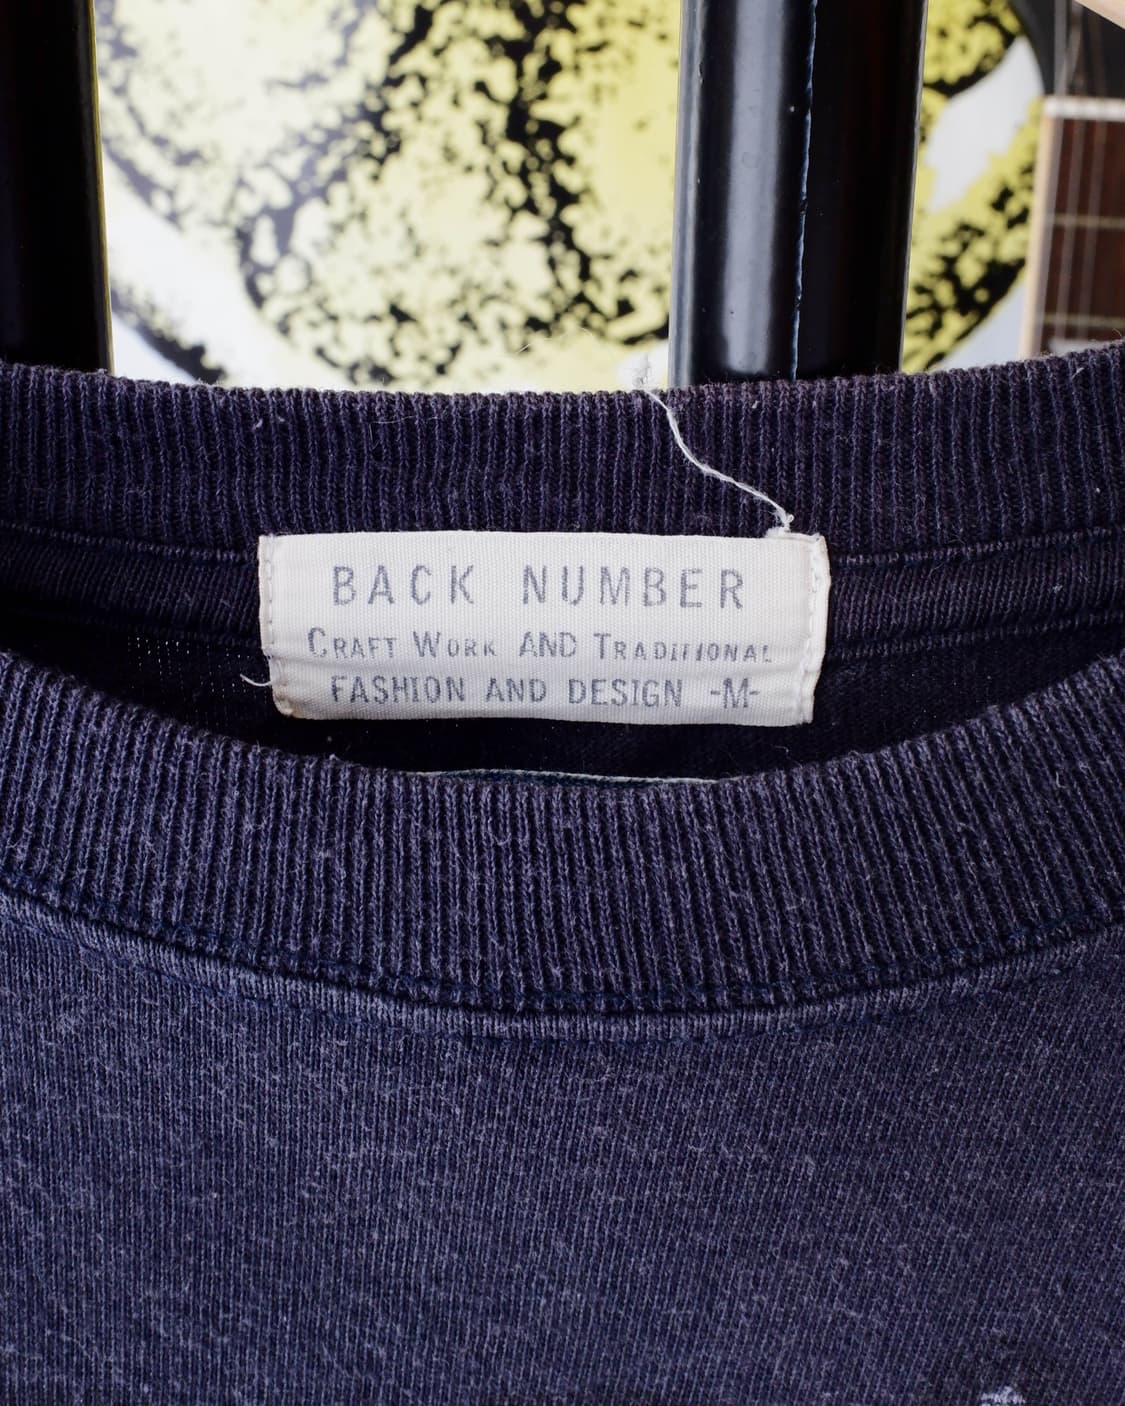 BACK NUMBER
CRAFT WORK AND TRADITIONAL
FASHION AND DESIGN -M-